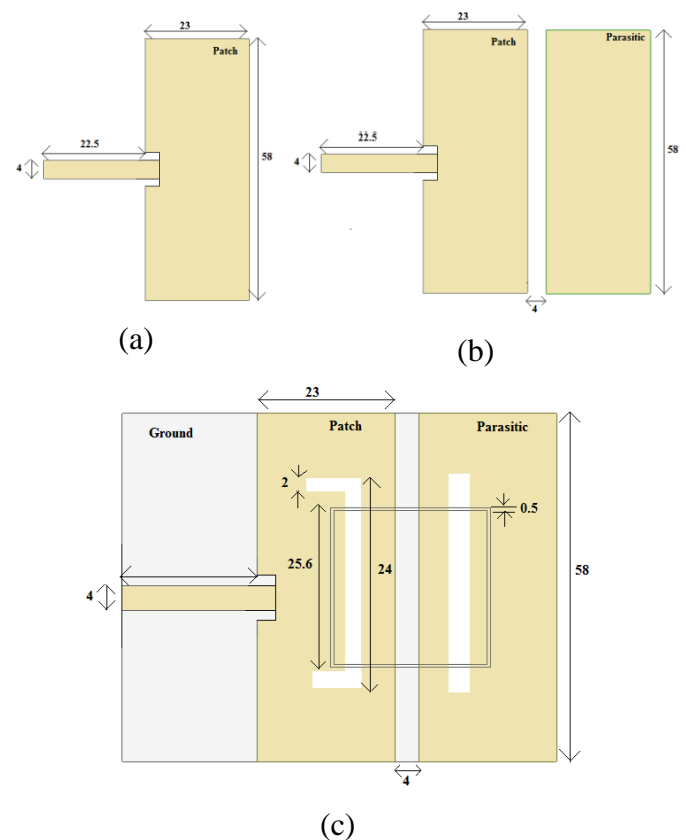 23
Patch
22.5
4
58
(a)
23
Patch
Parasitic
22.5
4
58
4
(b)
23
Ground
Patch
Parasitic
2
0.5
25.6
24
58
4
4
(c)